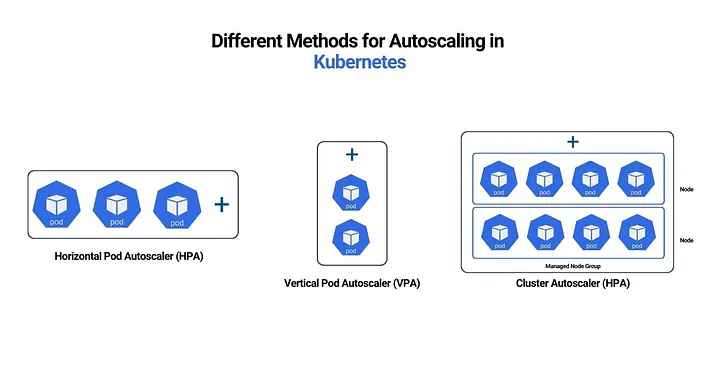 Different Methods for Autoscaling in
Kubernetes
+
pod
pod
pod
+
Horizontal Pod Autoscaler (HPA)
+
pod
pod
Vertical Pod Autoscaler (VPA)
+
pod
pod
pod
pod
Node
pod
pod
pod
pod
Node
Managed Node Group
Cluster Autoscaler (HPA)